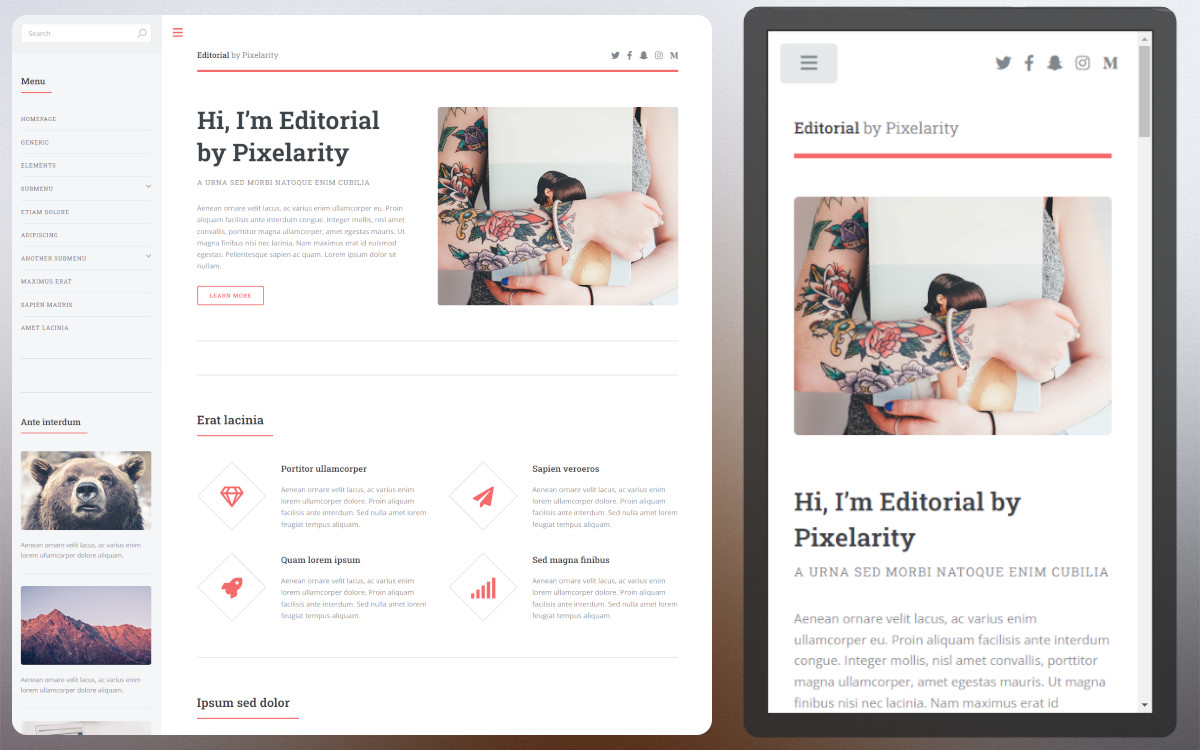 Search
Menu
HOMEPAGE
GENERIC
ELEMENTS
SUBMENU
ETIAM DOLORE
ADIPISCING
ANOTHER SUBMENU
MAXIMUS ERAT
SAPIEN MAURIS
AMET LACINIA
Ante interdum
Aenean ornare velit lacus, ac varius enim
lorem ullamcorper dolore aliquam.
Aenean ornare velit lacus, ac varius enim
lorem ullamcorper dolore aliquam.
Editorial by Pixelarity
M
Hi, I’m Editorial
by Pixelarity
A URNA SED MORBI NATOQUE ENIM CUBILIA
Aenean ornare velit lacus, ac varius enim ullamcorper eu. Proin
aliquam facilisis ante interdum congue. Integer mollis, nisl amet
convallis, porttitor magna ullamcorper, amet egestas mauris. Ut
magna finibus nisi nec lacinia. Nam maximus erat id euismod
egestas. Pellentesque sapien ac quam. Lorem ipsum dolor sit
nullam.
LEARN MORE
Erat lacinia
Portitor ullamcorper
Aenean ornare velit lacus, ac varius enim
lorem ullamcorper dolore. Proin aliquam
facilisis ante interdum. Sed nulla amet lorem
feugiat tempus aliquam.
Sapien veroeros
Aenean ornare velit lacus, ac varius enim
lorem ullamcorper dolore. Proin aliquam
facilisis ante interdum. Sed nulla amet lorem
feugiat tempus aliquam.
Quam lorem ipsum
Aenean ornare velit lacus, ac varius enim
lorem ullamcorper dolore. Proin aliquam
facilisis ante interdum. Sed nulla amet lorem
feugiat tempus aliquam.
Sed magna finibus
Aenean ornare velit lacus, ac varius enim
lorem ullamcorper dolore. Proin aliquam
facilisis ante interdum. Sed nulla amet lorem
feugiat tempus aliquam.
Ipsum sed dolor
M
Editorial by Pixelarity
Hi, I’m Editorial by
Pixelarity
A URNA SED MORBI NATOQUE ENIM CUBILIA
Aenean ornare velit lacus, ac varius enim
ullamcorper eu. Proin aliquam facilisis ante interdum
congue. Integer mollis, nisl amet convallis, porttitor
magna ullamcorper, amet egestas mauris. Ut magna
finibus nisi nec lacinia. Nam maximus erat id